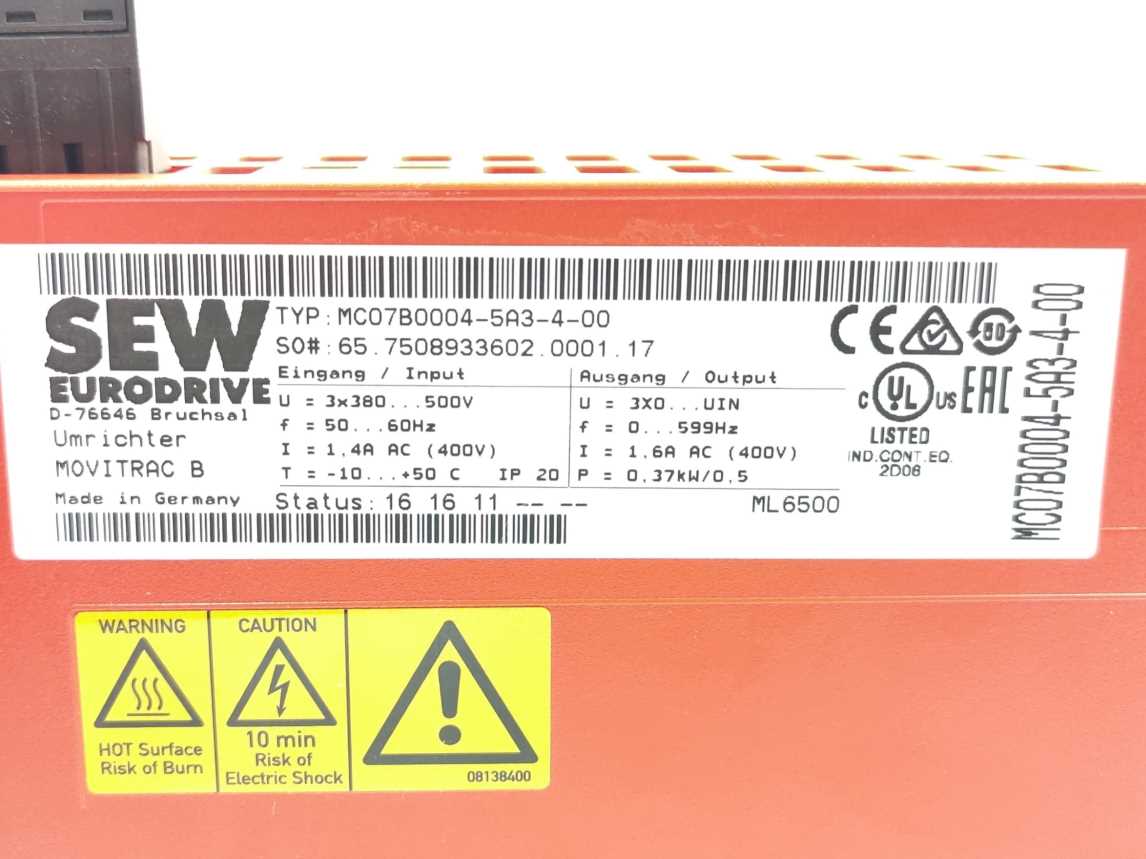 SEW
EURODRIVE
D-76646 Bruchsal
Umrichter
MOVITRAC B
Made in Germany
TYP: MC07B0004-5A3-4-00
SO#: 65.7508933602.0001.17
Eingang / Input
U = 3x380...500V
f = 50...60Hz
I = 1,4A AC (400V)
T = -10...+50 C IP 20
Ausgang / Output
U = 3X0...UIN
f = 0...599Hz
I = 1,6A AC (400V)
P = 0,37kW/0,5
Status: 16 16 11 -- --
ML6500
CE
50
c UL US
EAC
LISTED
IND.CONT.EQ.
2D06
MC07B0004-5A3-4-00
WARNING
HOT Surface
Risk of Burn
CAUTION
10 min
Risk of
Electric Shock
08138400